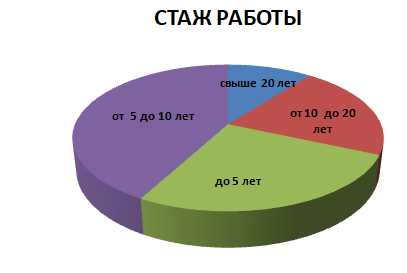 СТАЖ РАБОТЫ
свыше 20 лет
от 10 до 20
лет
от 5 до 10 лет
до 5 лет